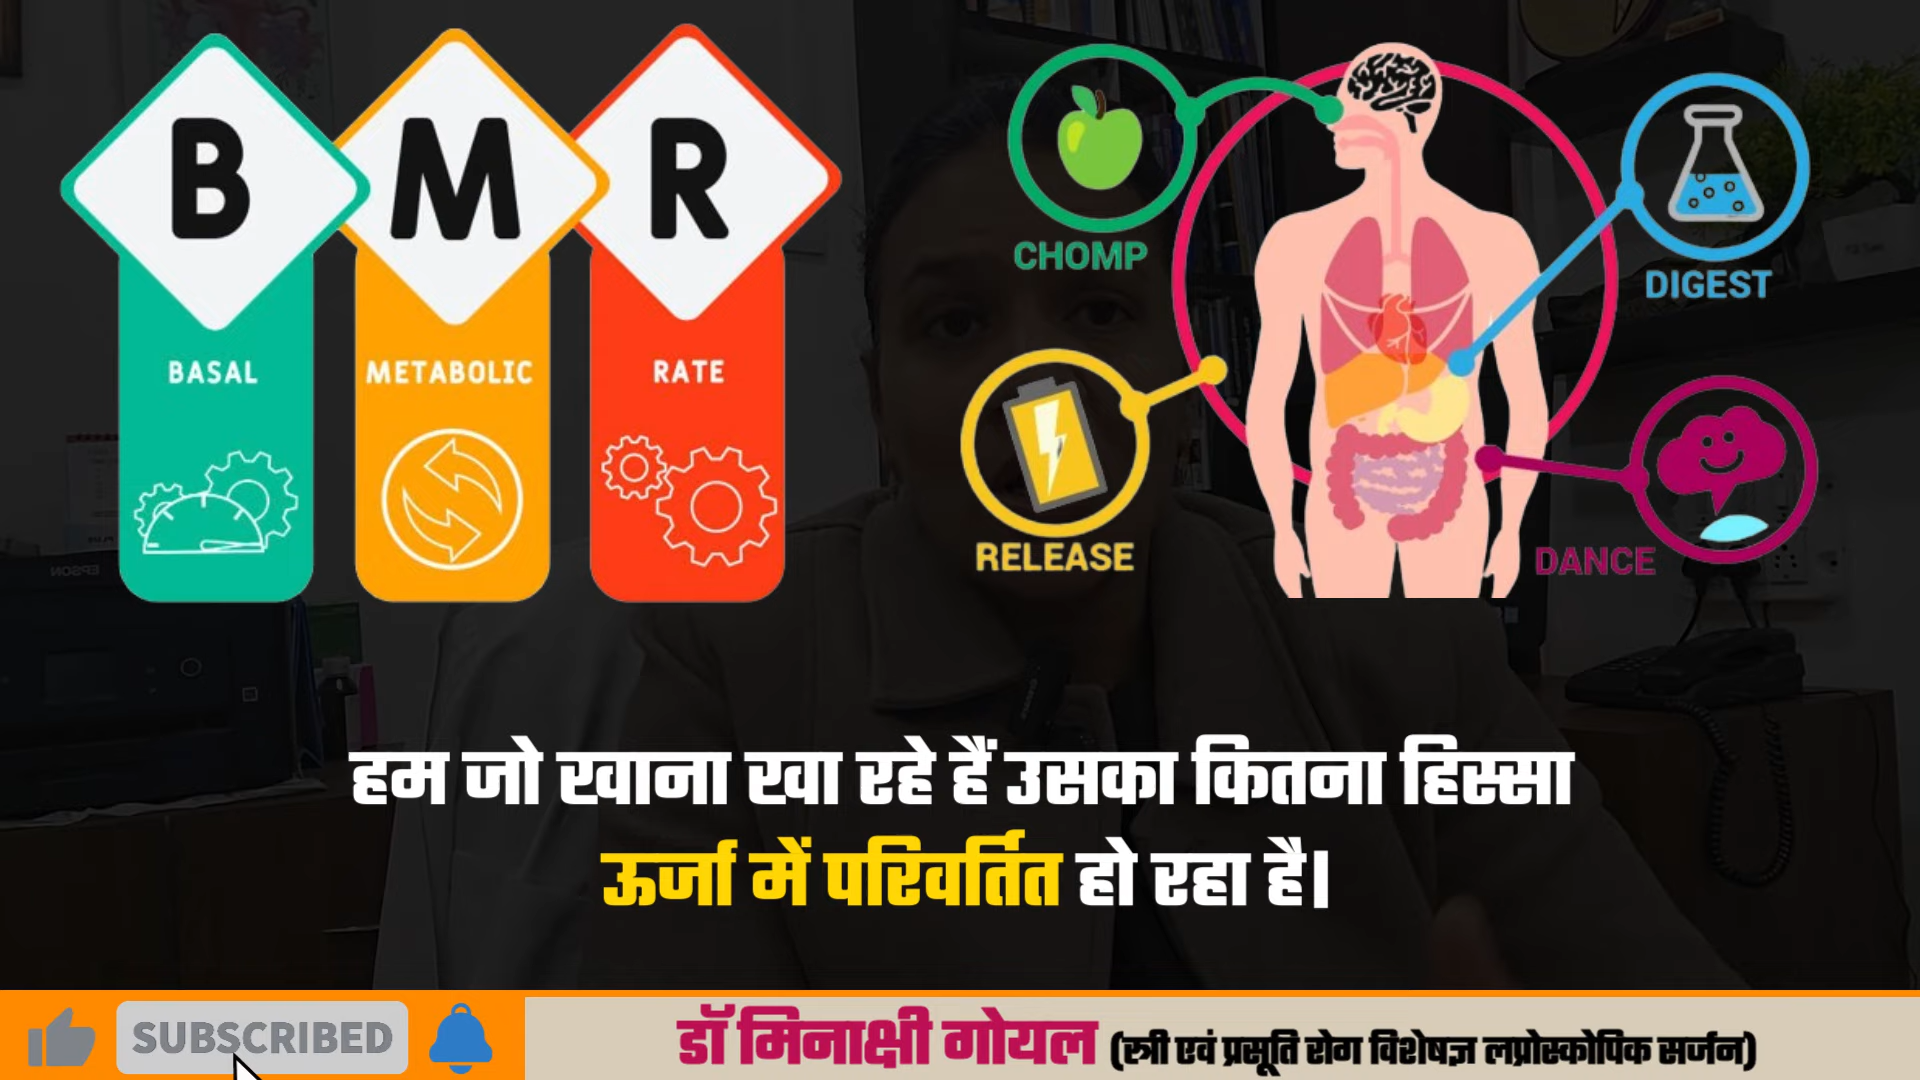 B M R
BASAL METABOLIC RATE
CHOMP
DIGEST
RELEASE
DANCE
EPSON
हम जो खाना खा रहे हैं उसका कितना हिस्सा
ऊर्जा में परिवर्तित हो रहा है।
SUBSCRIBED
डॉ मिनाक्षी गोयल (स्त्री एवं प्रसूति रोग विशेषज्ञ लप्रोस्कोपिक सर्जन)